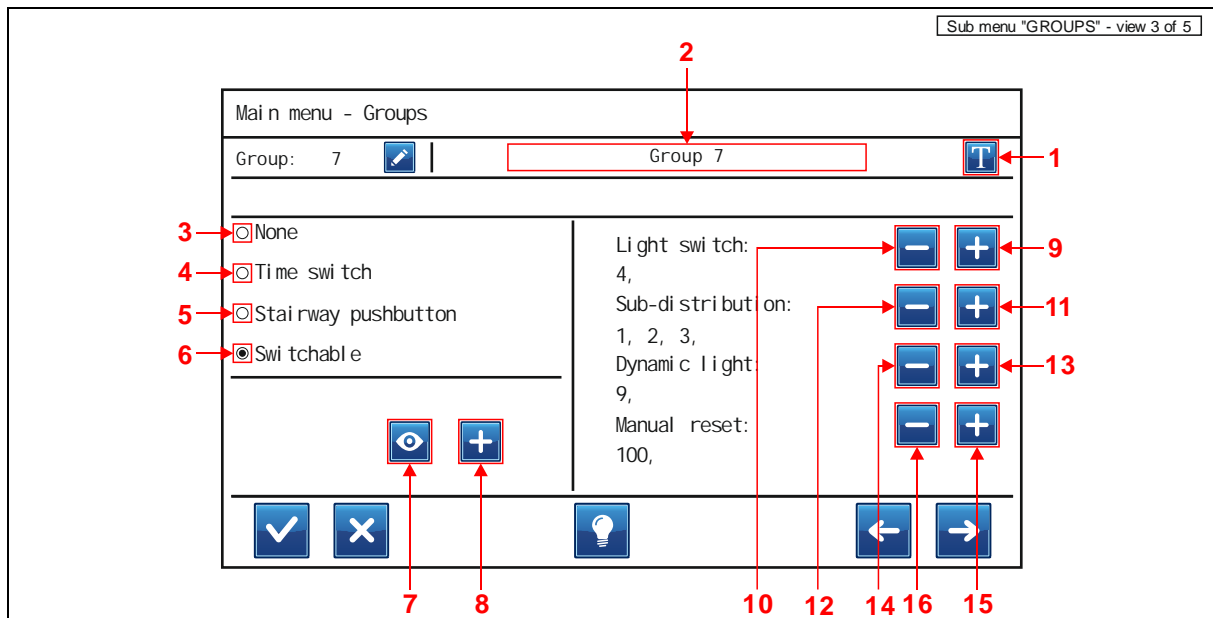 Sub menu "GROUPS" - view 3 of 5
2
Main menu - Groups
Group: 7
Group 7
T
1
3
None
4
Time switch
5
Stairway pushbutton
6
Switchable
Light switch:
4,
9
Sub-distribution:
1, 2, 3,
11
Dynamic light:
9,
13
Manual reset:
100,
7
8
10
12
14
16
15